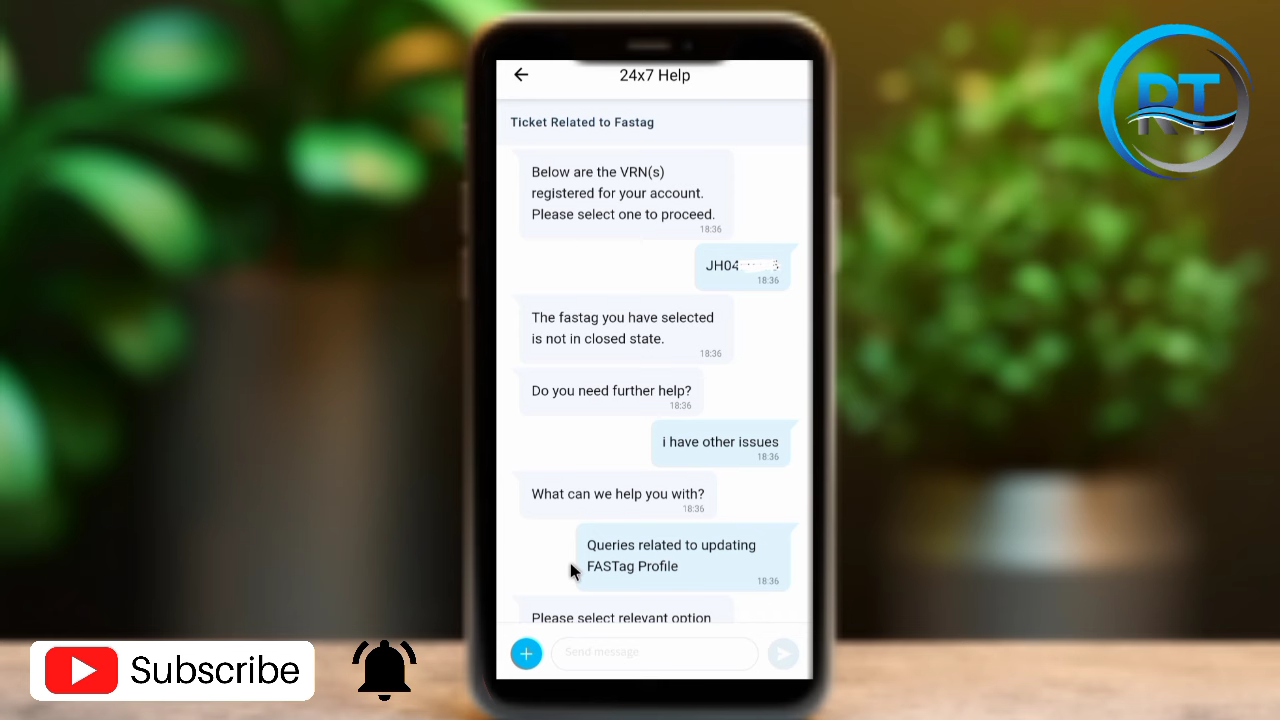 24x7 Help
Ticket Related to Fastag
Below are the VRN(s)
registered for your account.
Please select one to proceed.
18:36
JH04
18:36
The fastag you have selected
is not in closed state.
18:36
Do you need further help?
18:36
i have other issues
18:36
What can we help you with?
18:36
Queries related to updating
FASTag Profile
18:36
Please select relevant option
Send message
RT
Subscribe